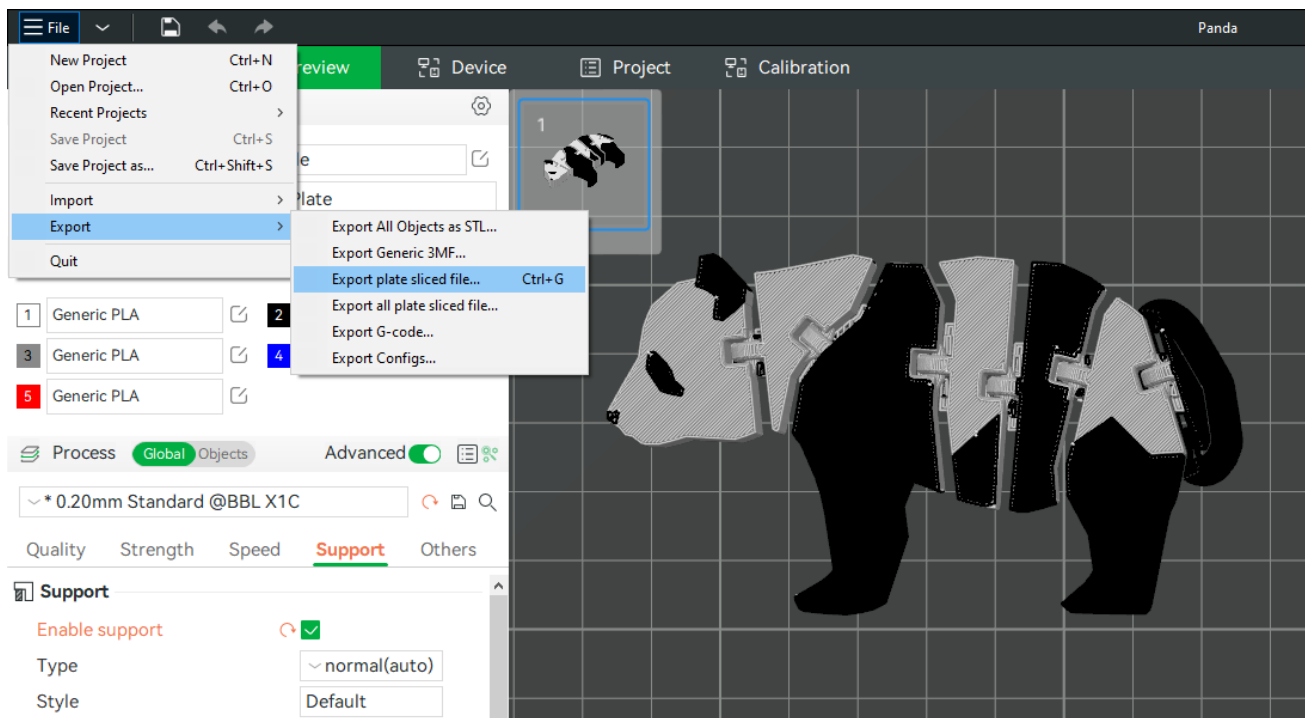 File
Panda
New Project Ctrl+N
Open Project... Ctrl+O
Recent Projects
Save Project Ctrl+S
Save Project as... Ctrl+Shift+S
Import
Export
Quit
review
Device
Project
Calibration
le
Plate
Export All Objects as STL...
Export Generic 3MF...
Export plate sliced file... Ctrl+G
Export all plate sliced file...
Export G-code...
Export Configs...
1
1 Generic PLA 2
3 Generic PLA 4
5 Generic PLA
Process Global Objects Advanced
* 0.20mm Standard @BBL X1C
Quality Strength Speed Support Others
Support
Enable support
Type normal(auto)
Style Default